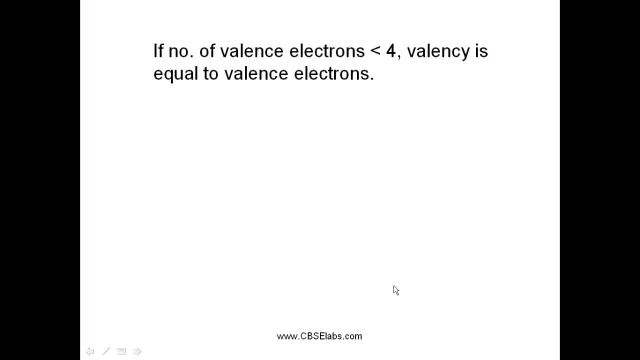 If no. of valence electrons < 4, valency is
equal to valence electrons.
www.CBSElabs.com